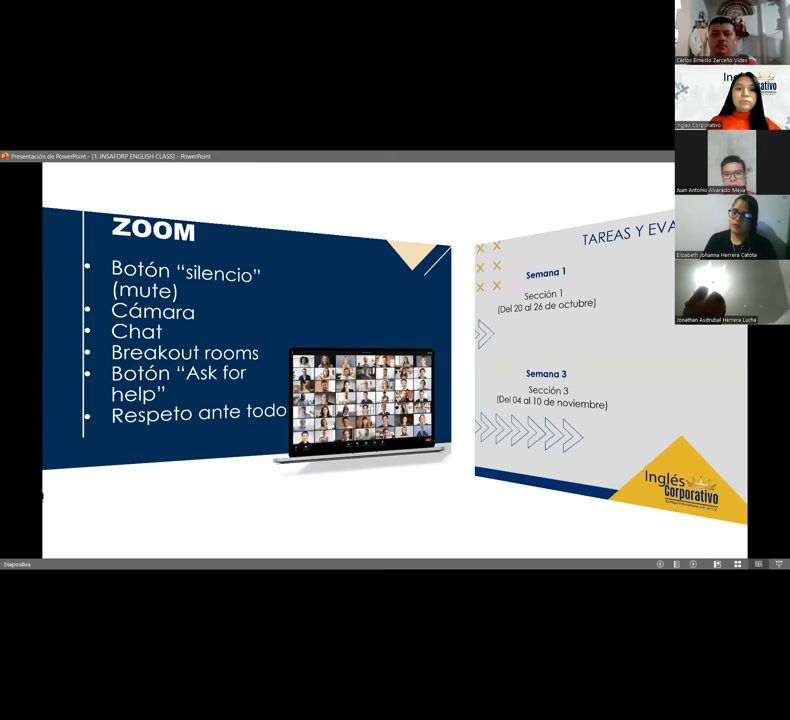 Presentación de PowerPoint - [1. INSAFORP ENGLISH CLASS] - PowerPoint
ZOOM
• Botón “silencio”
(mute)
• Cámara
• Chat
• Breakout rooms
• Botón “Ask for
help”
• Respeto ante todo
TAREAS Y EVA
Semana 1
Sección 1
(Del 20 al 26 de octubre)
Semana 3
Sección 3
(Del 04 al 10 de noviembre)
Inglés
Corporativo
Carlos Ernesto Zarceño Vides
Inglés Corporativo
Juan Antonio Alvarado Mejia
Elizabeth Johanna Herrera Catota
Jonathan Asdrubal Herrera Lucha
Diapositiva